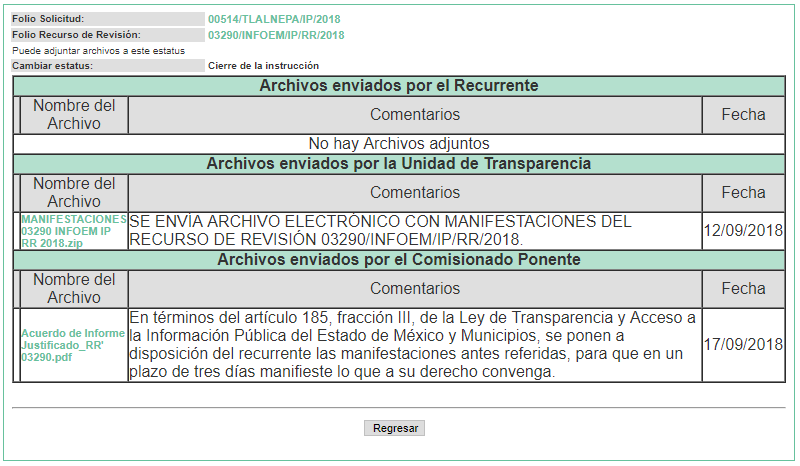 Folio Solicitud: 00514/TLALNEPA/IP/2018
Folio Recurso de Revisión: 03290/INFOEM/IP/RR/2018
Puede adjuntar archivos a este estatus
Cambiar estatus: Cierre de la instrucción
Archivos enviados por el Recurrente
Nombre del
Archivo
Comentarios
Fecha
No hay Archivos adjuntos
Archivos enviados por la Unidad de Transparencia
Nombre del
Archivo
Comentarios
Fecha
MANIFESTACIONES
03290 INFOEM IP
RR 2018.zip
SE ENVÍA ARCHIVO ELECTRÓNICO CON MANIFESTACIONES DEL
RECURSO DE REVISIÓN 03290/INFOEM/IP/RR/2018.
12/09/2018
Archivos enviados por el Comisionado Ponente
Nombre del
Archivo
Comentarios
Fecha
Acuerdo de Informe
Justificado_RR'
03290.pdf
En términos del artículo 185, fracción III, de la Ley de Transparencia y Acceso a
la Información Pública del Estado de México y Municipios, se ponen a
disposición del recurrente las manifestaciones antes referidas, para que en un
plazo de tres días manifieste lo que a su derecho convenga.
17/09/2018
Regresar